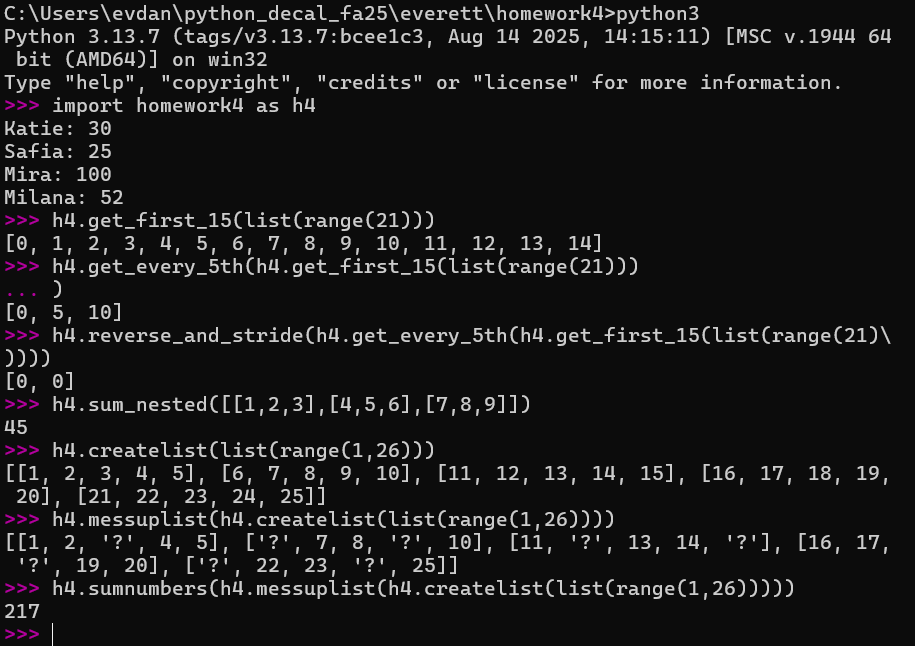 C:\Users\evdan\python_decal_fa25\everett\homework4>python3
Python 3.13.7 (tags/v3.13.7:bcee1c3, Aug 14 2025, 14:15:11) [MSC v.1944 64
 bit (AMD64)] on win32
Type "help", "copyright", "credits" or "license" for more information.
>>> import homework4 as h4
Katie: 30
Safia: 25
Mira: 100
Milana: 52
>>> h4.get_first_15(list(range(21)))
[0, 1, 2, 3, 4, 5, 6, 7, 8, 9, 10, 11, 12, 13, 14]
>>> h4.get_every_5th(h4.get_first_15(list(range(21)))
... )
[0, 5, 10]
>>> h4.reverse_and_stride(h4.get_every_5th(h4.get_first_15(list(range(21)\
))))
[0, 0]
>>> h4.sum_nested([[1,2,3],[4,5,6],[7,8,9]])
45
>>> h4.createlist(list(range(1,26)))
[[1, 2, 3, 4, 5], [6, 7, 8, 9, 10], [11, 12, 13, 14, 15], [16, 17, 18, 19,
 20], [21, 22, 23, 24, 25]]
>>> h4.messuplist(h4.createlist(list(range(1,26))))
[[1, 2, '?', 4, 5], ['?', 7, 8, '?', 10], [11, '?', 13, 14, '?'], [16, 17,
 '?', 19, 20], ['?', 22, 23, '?', 25]]
>>> h4.sumnumbers(h4.messuplist(h4.createlist(list(range(1,26)))))
217
>>>